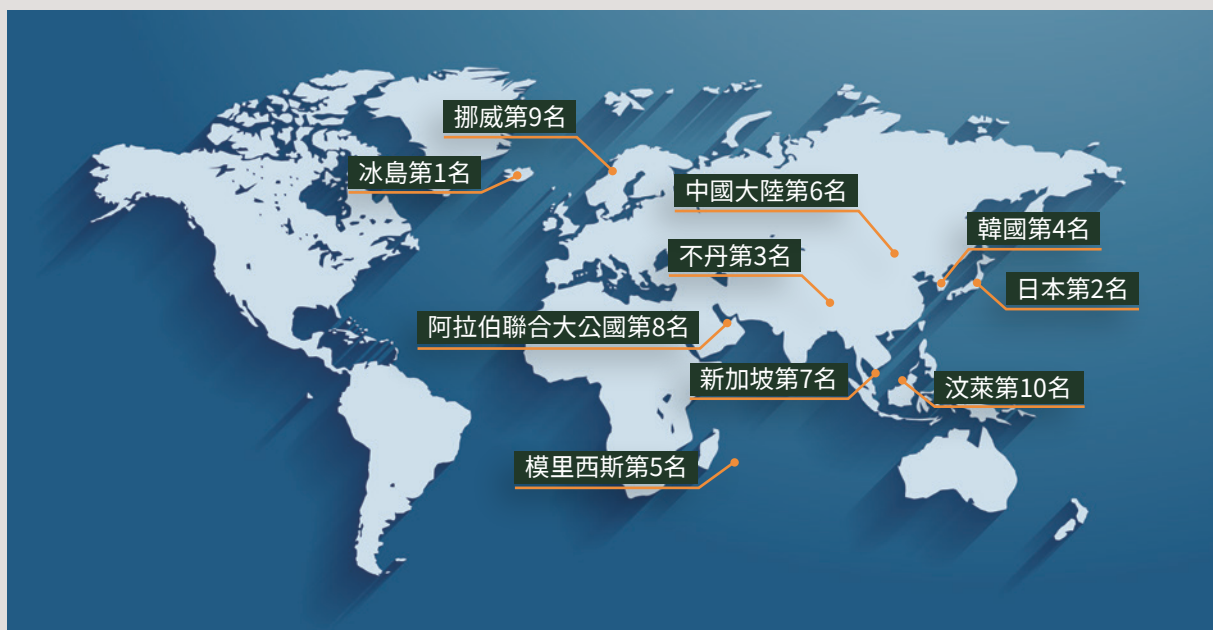 挪威第9名
冰島第1名
中國大陸第6名
韓國第4名
不丹第3名
日本第2名
阿拉伯聯合大公國第8名
新加坡第7名
汶萊第10名
模里西斯第5名